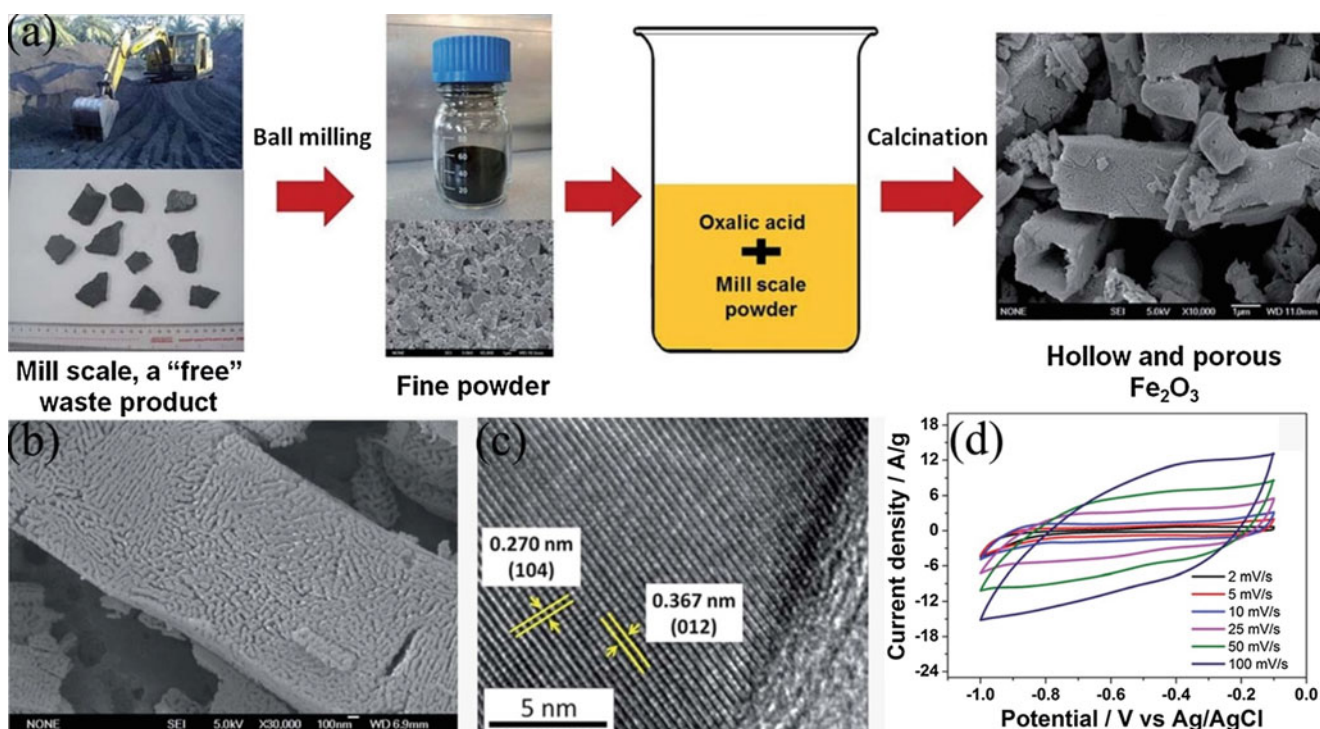 (a)
Ball milling
Calcination
60
40
20
Oxalic acid
+
Mill scale
powder
NONE SEI 5.0kV X10,000 1μm WD 11.0mm
Mill scale, a “free”
waste product
Fine powder
Hollow and porous
Fe₂O₃
(b)
NONE SEI 5.0kV X30,000 100nm WD 6.9mm
(c)
0.270 nm
(104)
0.367 nm
(012)
5 nm
(d)
Current density / A/g
12
6
0
-6
-12
-18
-24
2 mV/s
5 mV/s
10 mV/s
25 mV/s
50 mV/s
100 mV/s
-1.0 -0.8 -0.6 -0.4 -0.2 0.0
Potential / V vs Ag/AgCl